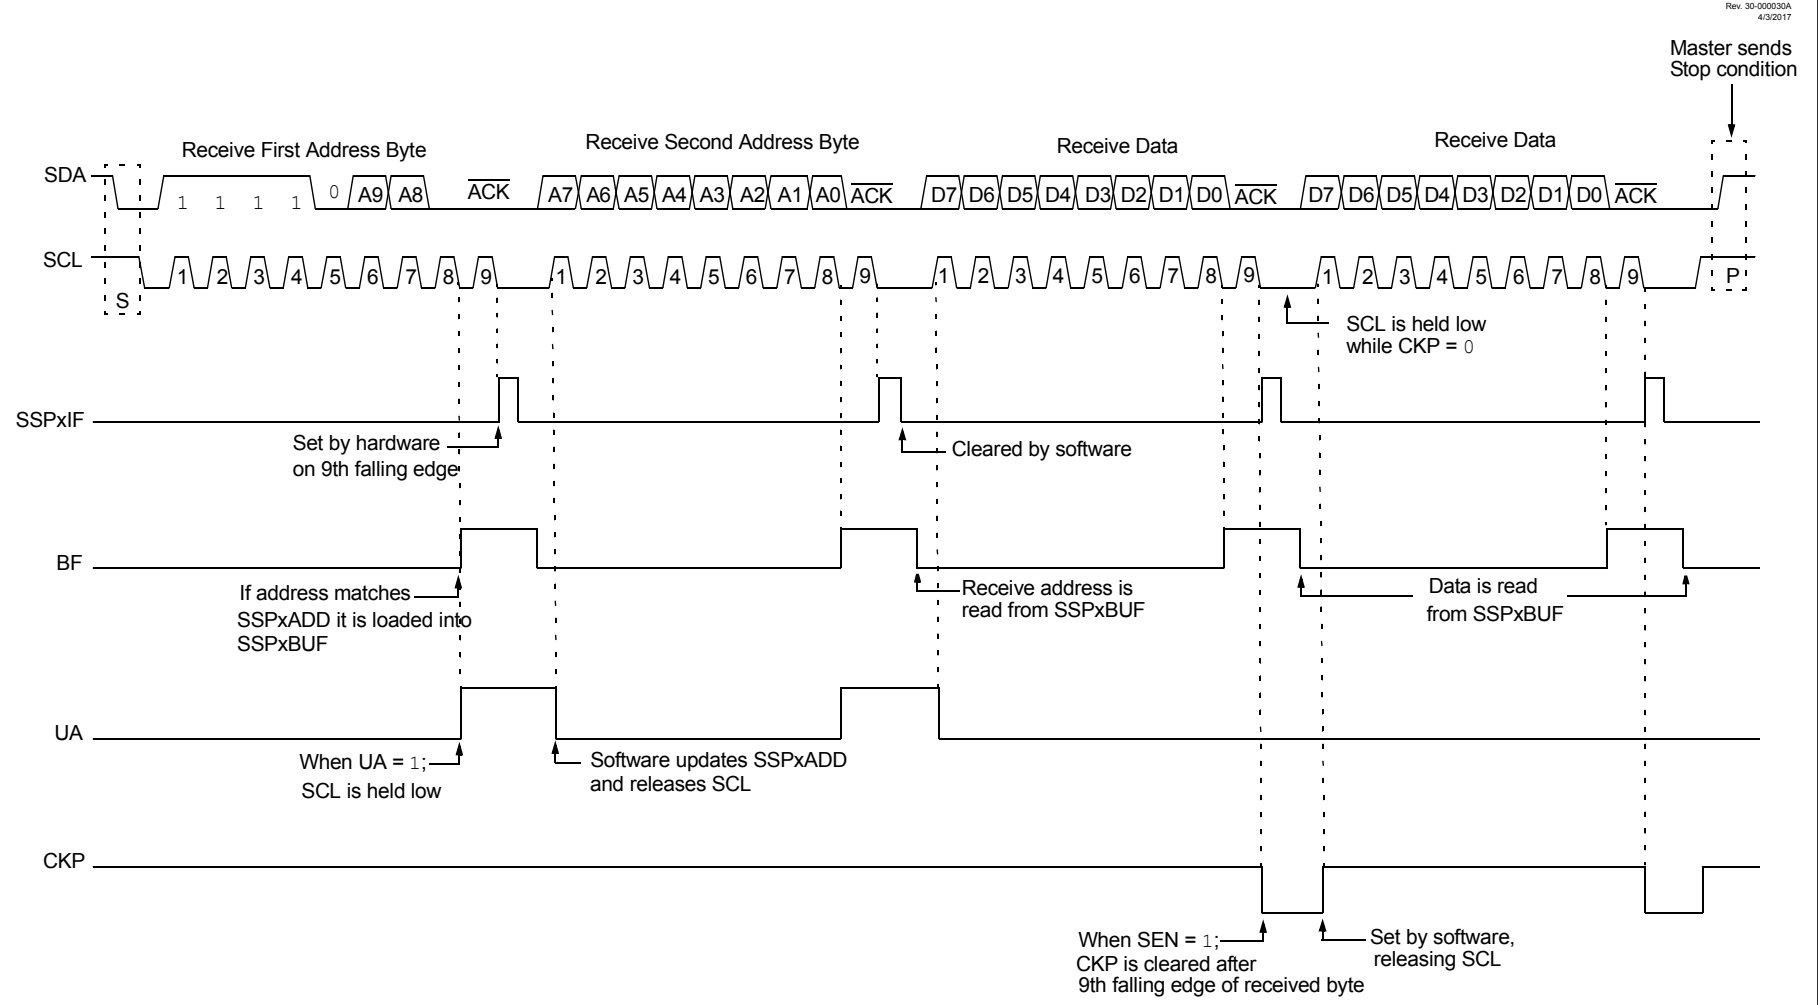 Rev. 30-000030A
4/3/2017
Master sends
Stop condition
Receive First Address Byte
Receive Second Address Byte
Receive Data
Receive Data
SDA
1 1 1 1 0 A9 A8 ACK A7 A6 A5 A4 A3 A2 A1 A0 ACK D7 D6 D5 D4 D3 D2 D1 D0 ACK D7 D6 D5 D4 D3 D2 D1 D0 ACK
SCL
S 1 2 3 4 5 6 7 8 9 1 2 3 4 5 6 7 8 9 1 2 3 4 5 6 7 8 9 1 2 3 4 5 6 7 8 9 P
SCL is held low
while CKP = 0
SSPxIF
Set by hardware
on 9th falling edge
Cleared by software
BF
If address matches
SSPxADD it is loaded into
SSPxBUF
Receive address is
read from SSPxBUF
Data is read
from SSPxBUF
UA
When UA = 1;
SCL is held low
Software updates SSPxADD
and releases SCL
CKP
When SEN = 1;
CKP is cleared after
9th falling edge of received byte
Set by software,
releasing SCL